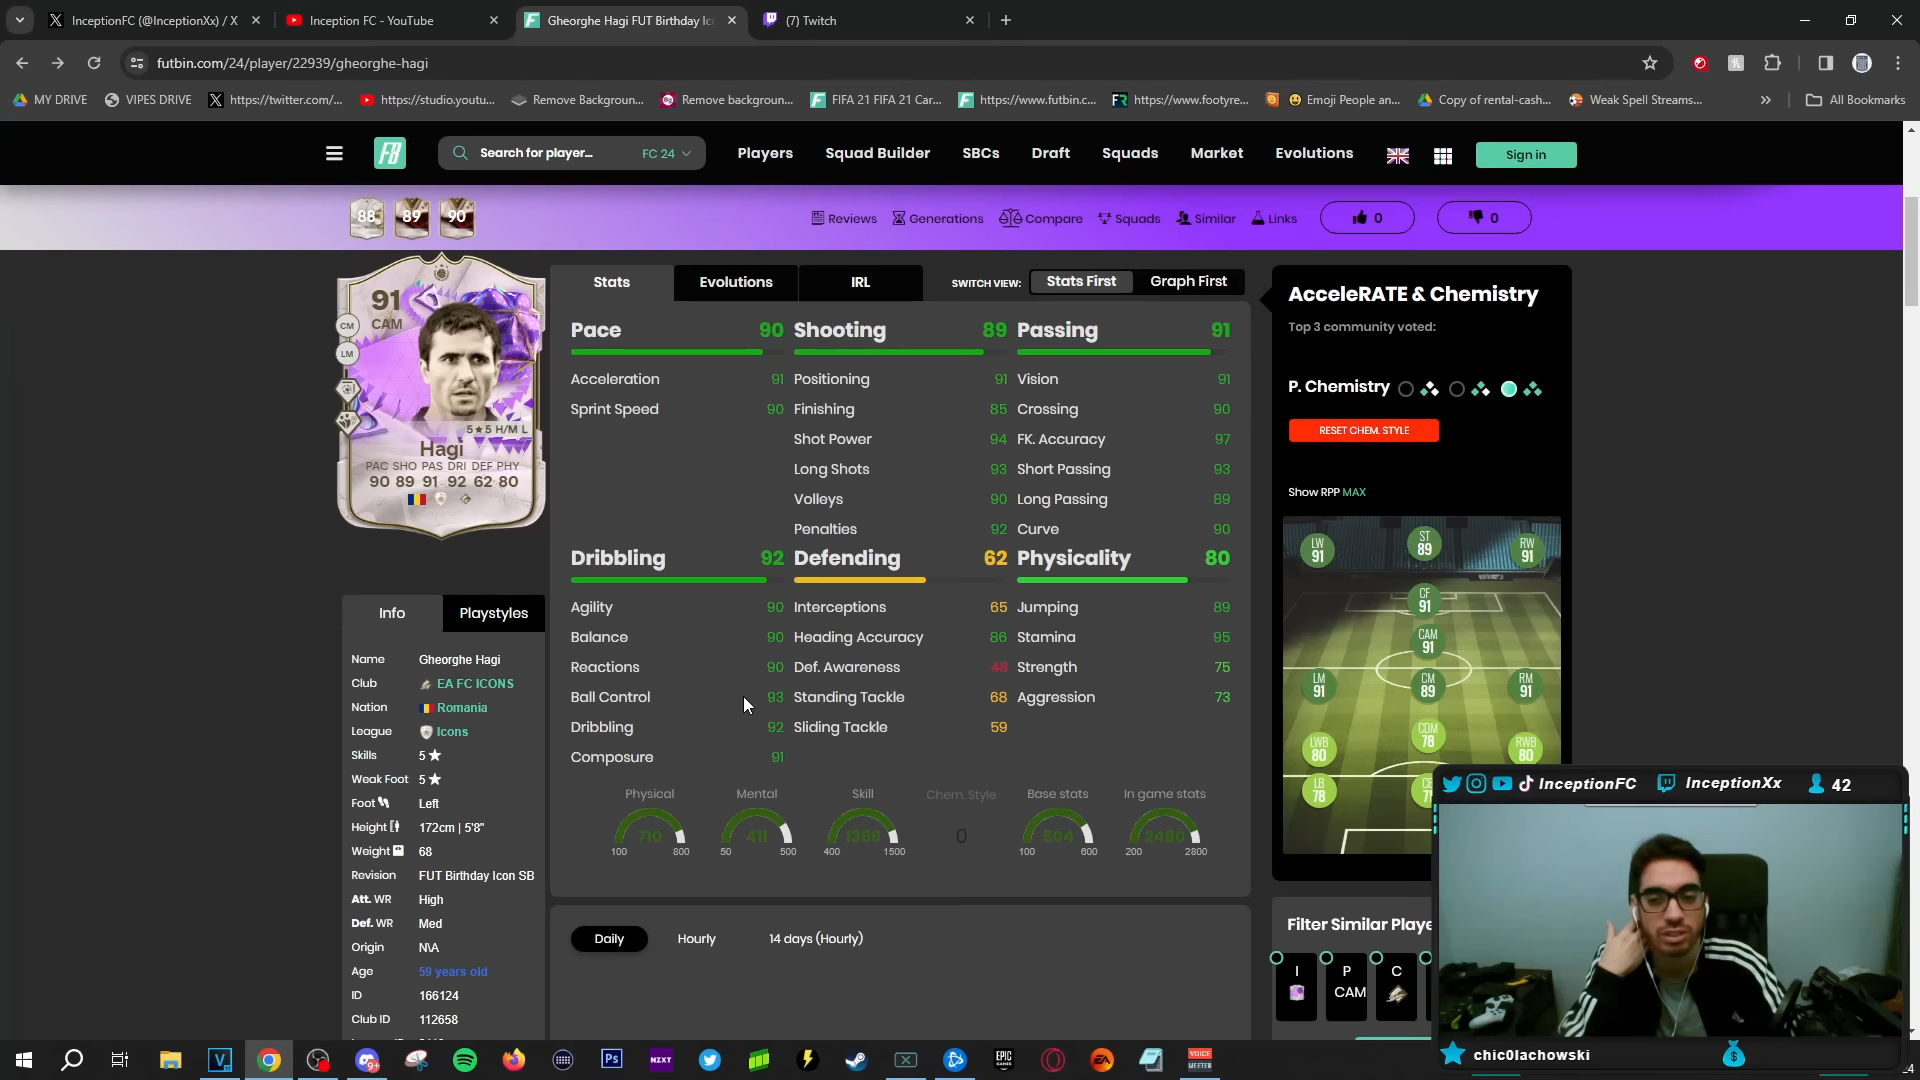 InceptionFC (@InceptionXx) / X
Inception FC - YouTube
Gheorghe Hagi FUT Birthday Ic
(7) Twitch
futbin.com/24/player/22939/gheorghe-hagi
MY DRIVE
VIPES DRIVE
https://twitter.com/...
https://studio.youtu...
Remove Backgroun...
Remove backgroun...
FIFA 21 FIFA 21 Car...
https://www.futbin.c...
https://www.footyre...
Emoji People an...
Copy of rental-cash...
Weak Spell Streams...
All Bookmarks
FB
Search for player...
FC 24
Players
Squad Builder
SBCs
Draft
Squads
Market
Evolutions
Sign in
88
89
90
Reviews
Generations
Compare
Squads
Similar
Links
0
0
91
CAM
CM
LM
5★5 H/M L
Hagi
PAC SHO PAS DRI DEF PHY
90 89 91 92 62 80
Stats
Evolutions
IRL
SWITCH VIEW:
Stats First
Graph First
Pace 90
Acceleration 91
Sprint Speed 90
Shooting 89
Positioning 91
Finishing 85
Shot Power 94
Long Shots 93
Volleys 90
Penalties 92
Passing 91
Vision 91
Crossing 90
FK. Accuracy 97
Short Passing 93
Long Passing 89
Curve 90
Dribbling 92
Agility 90
Balance 90
Reactions 90
Ball Control 93
Dribbling 92
Composure 91
Defending 62
Interceptions 65
Heading Accuracy 86
Def. Awareness 48
Standing Tackle 68
Sliding Tackle 59
Physicality 80
Jumping 89
Stamina 95
Strength 75
Aggression 73
Physical
710
100 800
Mental
411
50 500
Skill
1369
400 1500
Chem. Style
0
Base stats
504
100 600
In game stats
2480
200 2800
Daily
Hourly
14 days (Hourly)
Info
Playstyles
Name Gheorghe Hagi
Club EA FC ICONS
Nation Romania
League Icons
Skills 5 ★
Weak Foot 5 ★
Foot Left
Height 172cm | 5'8"
Weight 68
Revision FUT Birthday Icon SB
Att. WR High
Def. WR Med
Origin N\A
Age 59 years old
ID 166124
Club ID 112658
AcceleRATE & Chemistry
Top 3 community voted:
P. Chemistry
RESET CHEM. STYLE
Show RPP MAX
LW
91
ST
89
RW
91
CF
91
CAM
91
LM
91
CM
89
RM
91
CDM
78
LWB
80
RWB
80
LB
78
Filter Similar Playe
I
P
CAM
C
InceptionFC
InceptionXx
42
chic0lachowski
9+
Ps
NZXT
EPIC GAMES
EA
VOICE MEETER